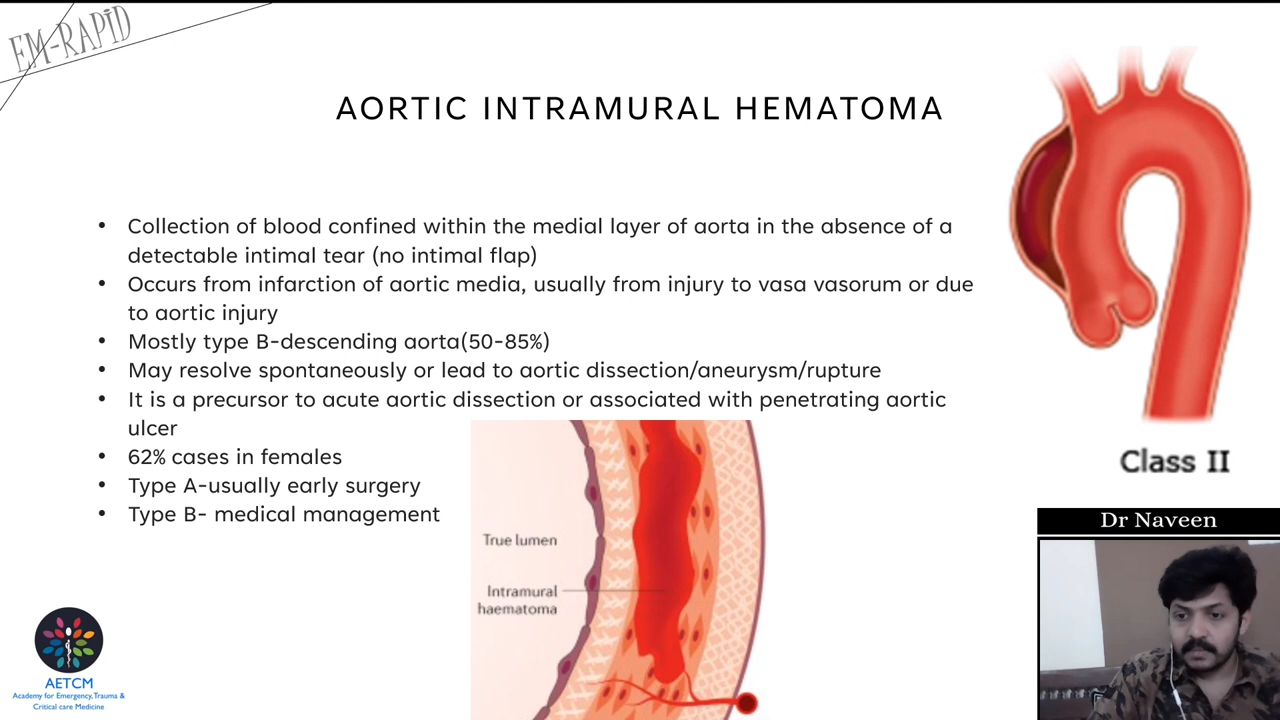 EM-RAPID
AORTIC INTRAMURAL HEMATOMA
• Collection of blood confined within the medial layer of aorta in the absence of a
detectable intimal tear (no intimal flap)
• Occurs from infarction of aortic media, usually from injury to vasa vasorum or due
to aortic injury
• Mostly type B-descending aorta(50-85%)
• May resolve spontaneously or lead to aortic dissection/aneurysm/rupture
• It is a precursor to acute aortic dissection or associated with penetrating aortic
ulcer
• 62% cases in females
• Type A-usually early surgery
• Type B- medical management
True lumen
Intramural
haematoma
Class II
Dr Naveen
AETCM
Academy for Emergency,Trauma &
Critical care Medicine